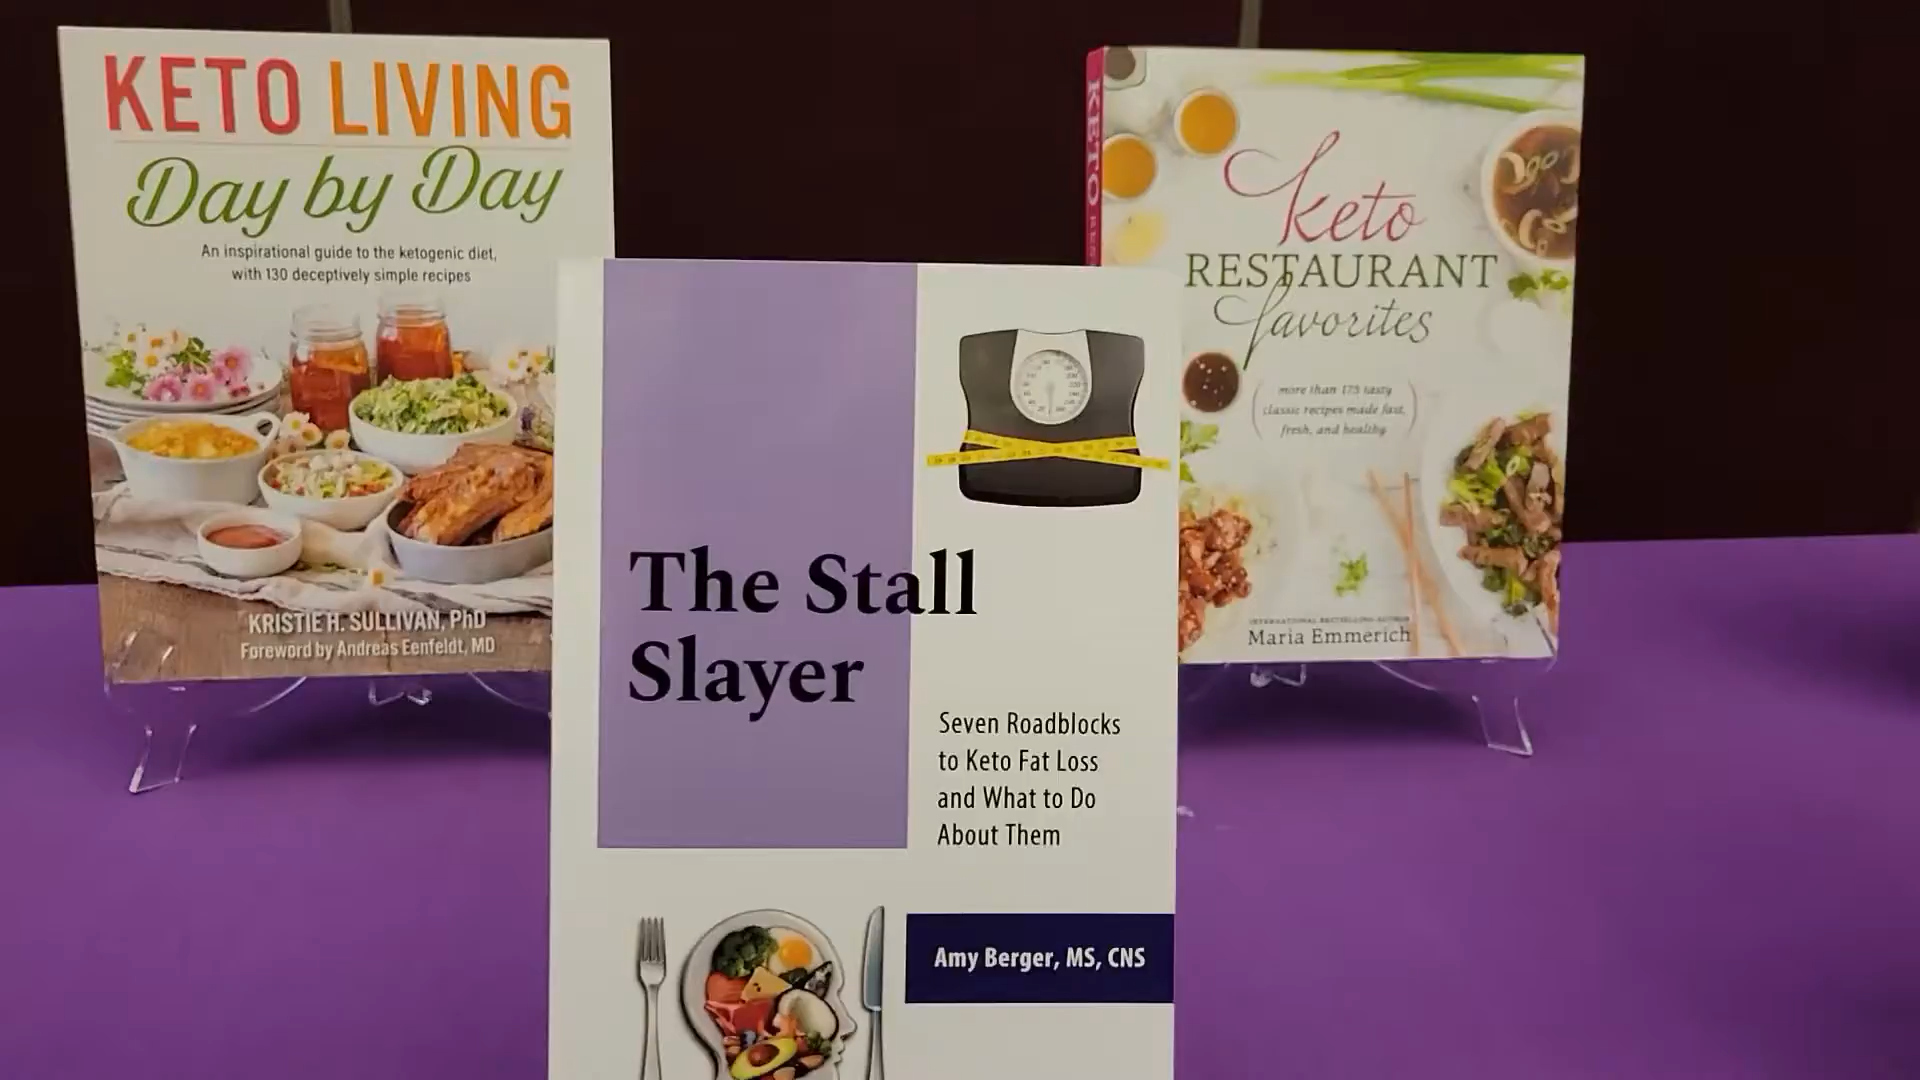 KETO LIVING
Day by Day
An inspirational guide to the ketogenic diet,
with 130 deceptively simple recipes
KRISTIE H. SULLIVAN, PhD
Foreword by Andreas Eenfeldt, MD
The Stall
Slayer
Seven Roadblocks
to Keto Fat Loss
and What to Do
About Them
Amy Berger, MS, CNS
KETO
keto
RESTAURANT
favorites
more than 175 tasty
classic recipes made fast,
fresh, and healthy
INTERNATIONAL BESTSELLING AUTHOR
Maria Emmerich